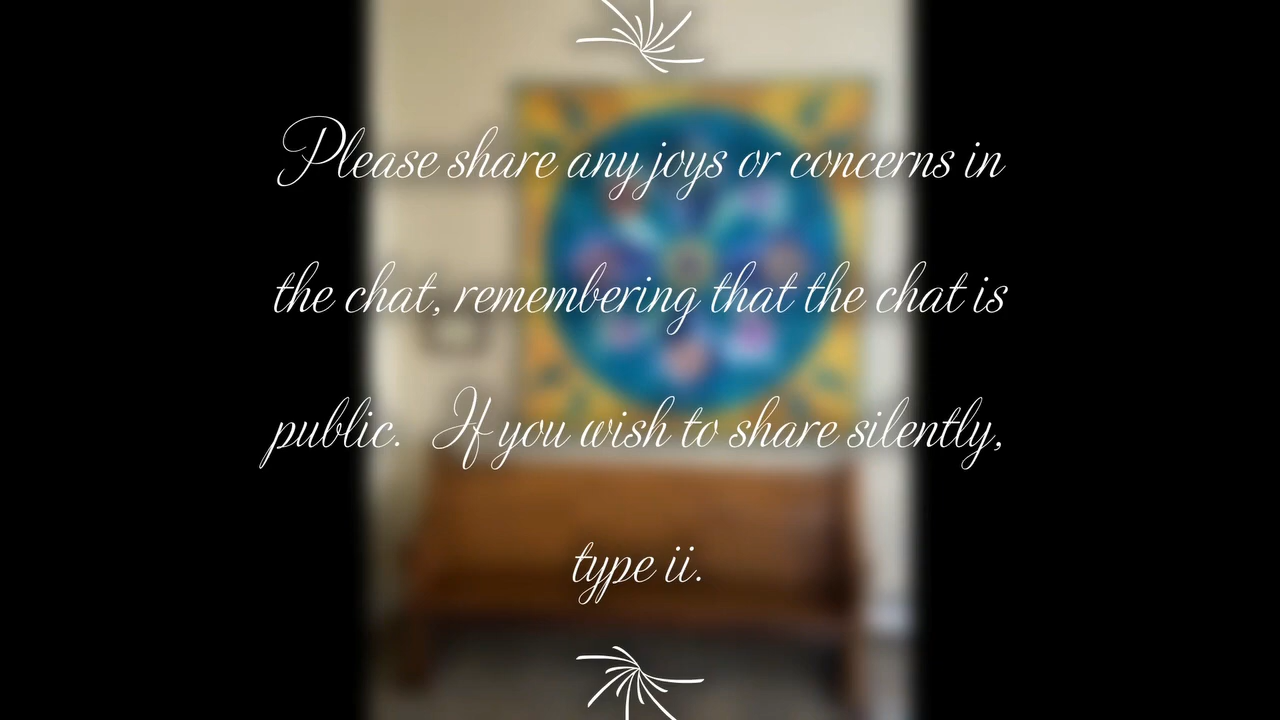 Please share any joys or concerns in
the chat, remembering that the chat is
public.  If you wish to share silently,
type ii.